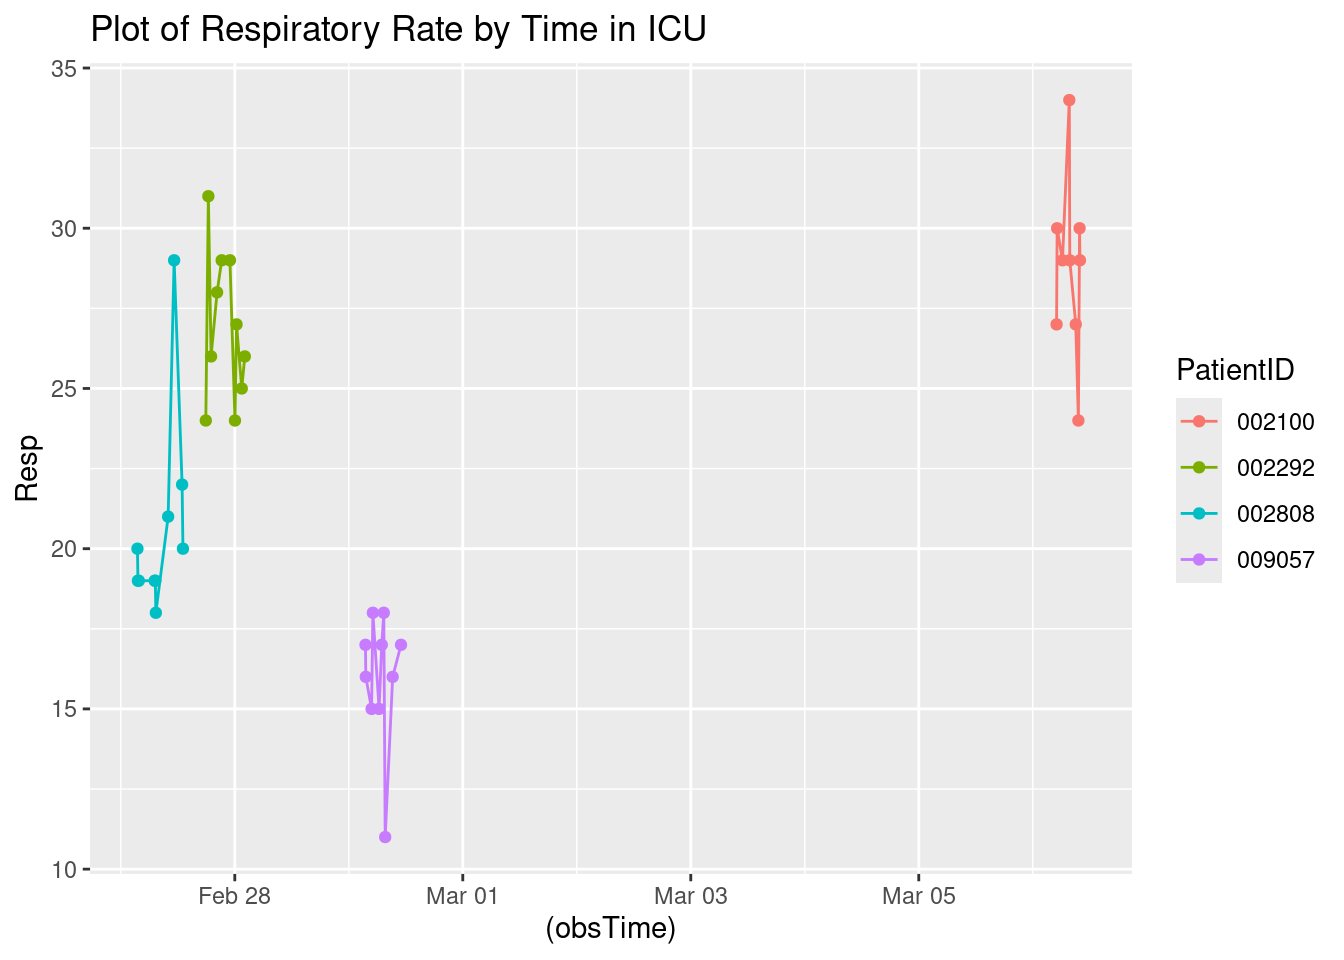 Plot of Respiratory Rate by Time in ICU
35
30
25
20
15
10
Resp
Feb 28 Mar 01 Mar 03 Mar 05
(obsTime)
PatientID
002100
002292
002808
009057